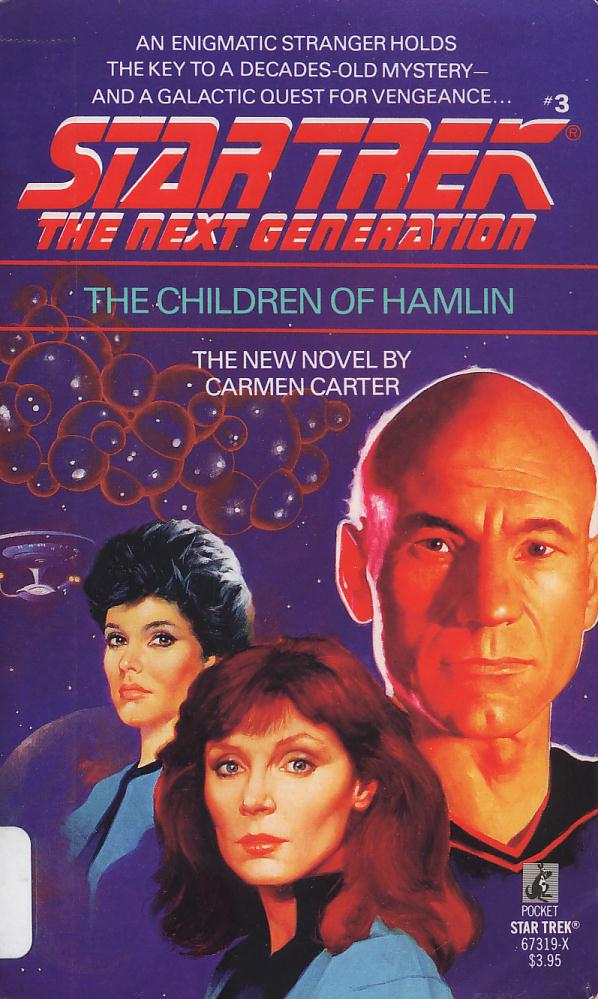 AN ENIGMATIC STRANGER HOLDS
THE KEY TO A DECADES-OLD MYSTERY—
AND A GALACTIC QUEST FOR VENGEANCE...
#3
STAR TREK®
THE NEXT GENERATION
THE CHILDREN OF HAMLIN
THE NEW NOVEL BY
CARMEN CARTER
POCKET
STAR TREK®
67319-X
$3.95